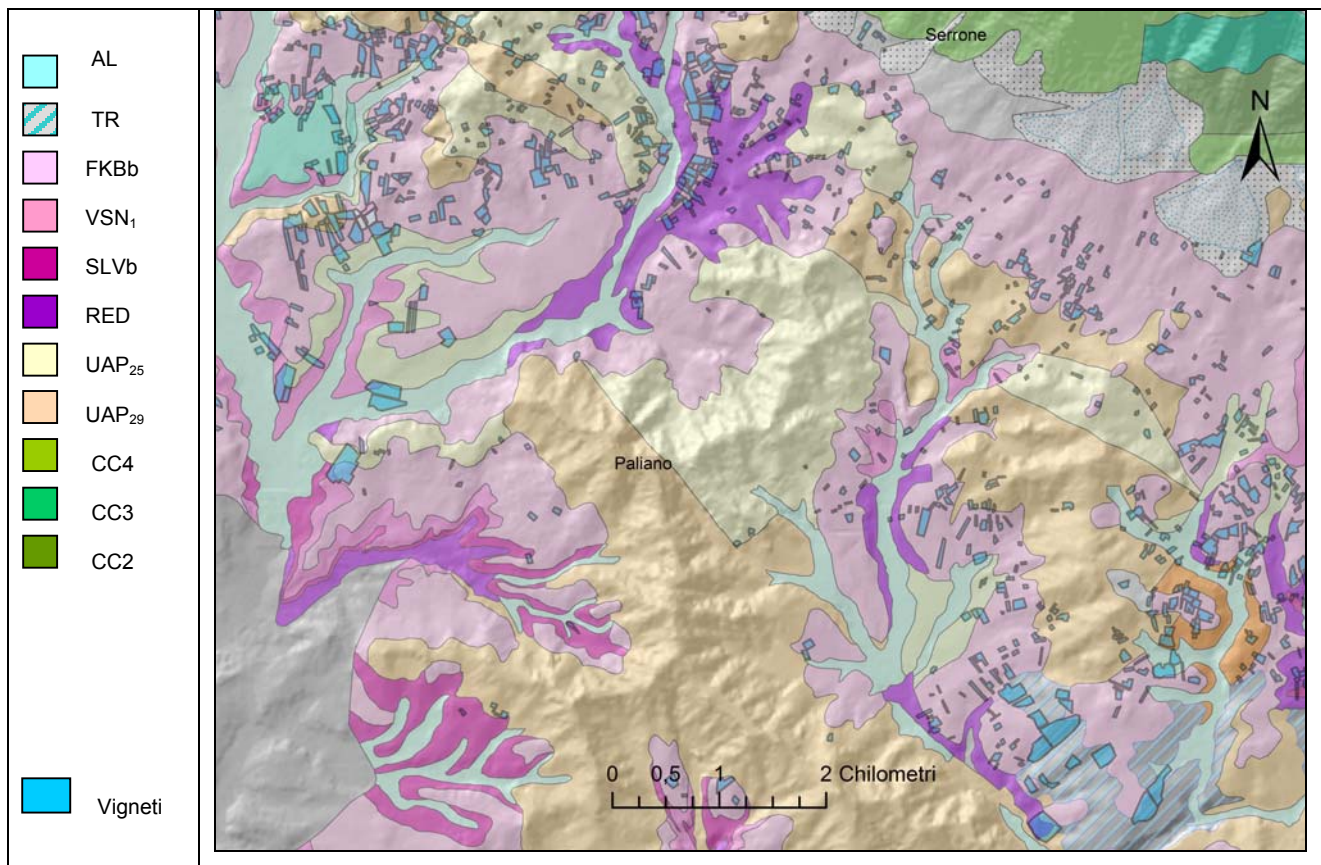 AL
TR
FKBb
VSN₁
SLVb
RED
UAP₂₅
UAP₂₉
CC4
CC3
CC2
Vigneti
Serrone
N
Paliano
0 0,5 1 2 Chilometri